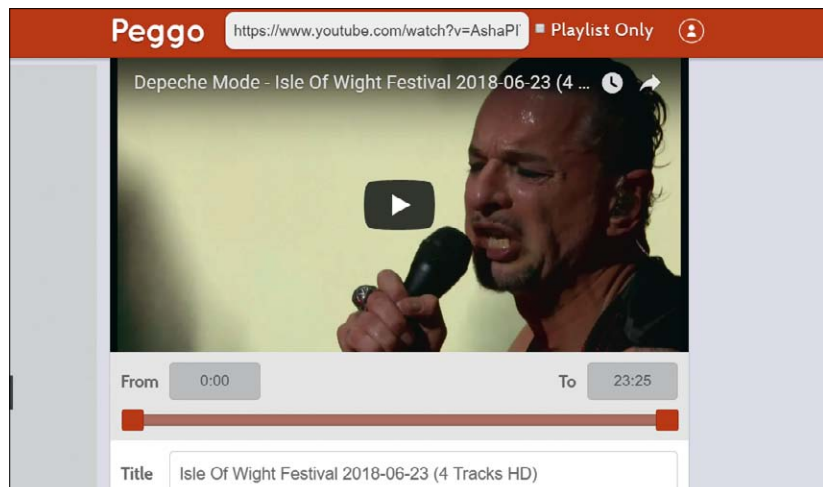 Peggo
https://www.youtube.com/watch?v=AshaPI
Playlist Only
Depeche Mode - Isle Of Wight Festival 2018-06-23 (4 ...
From 0:00 To 23:25
Title Isle Of Wight Festival 2018-06-23 (4 Tracks HD)